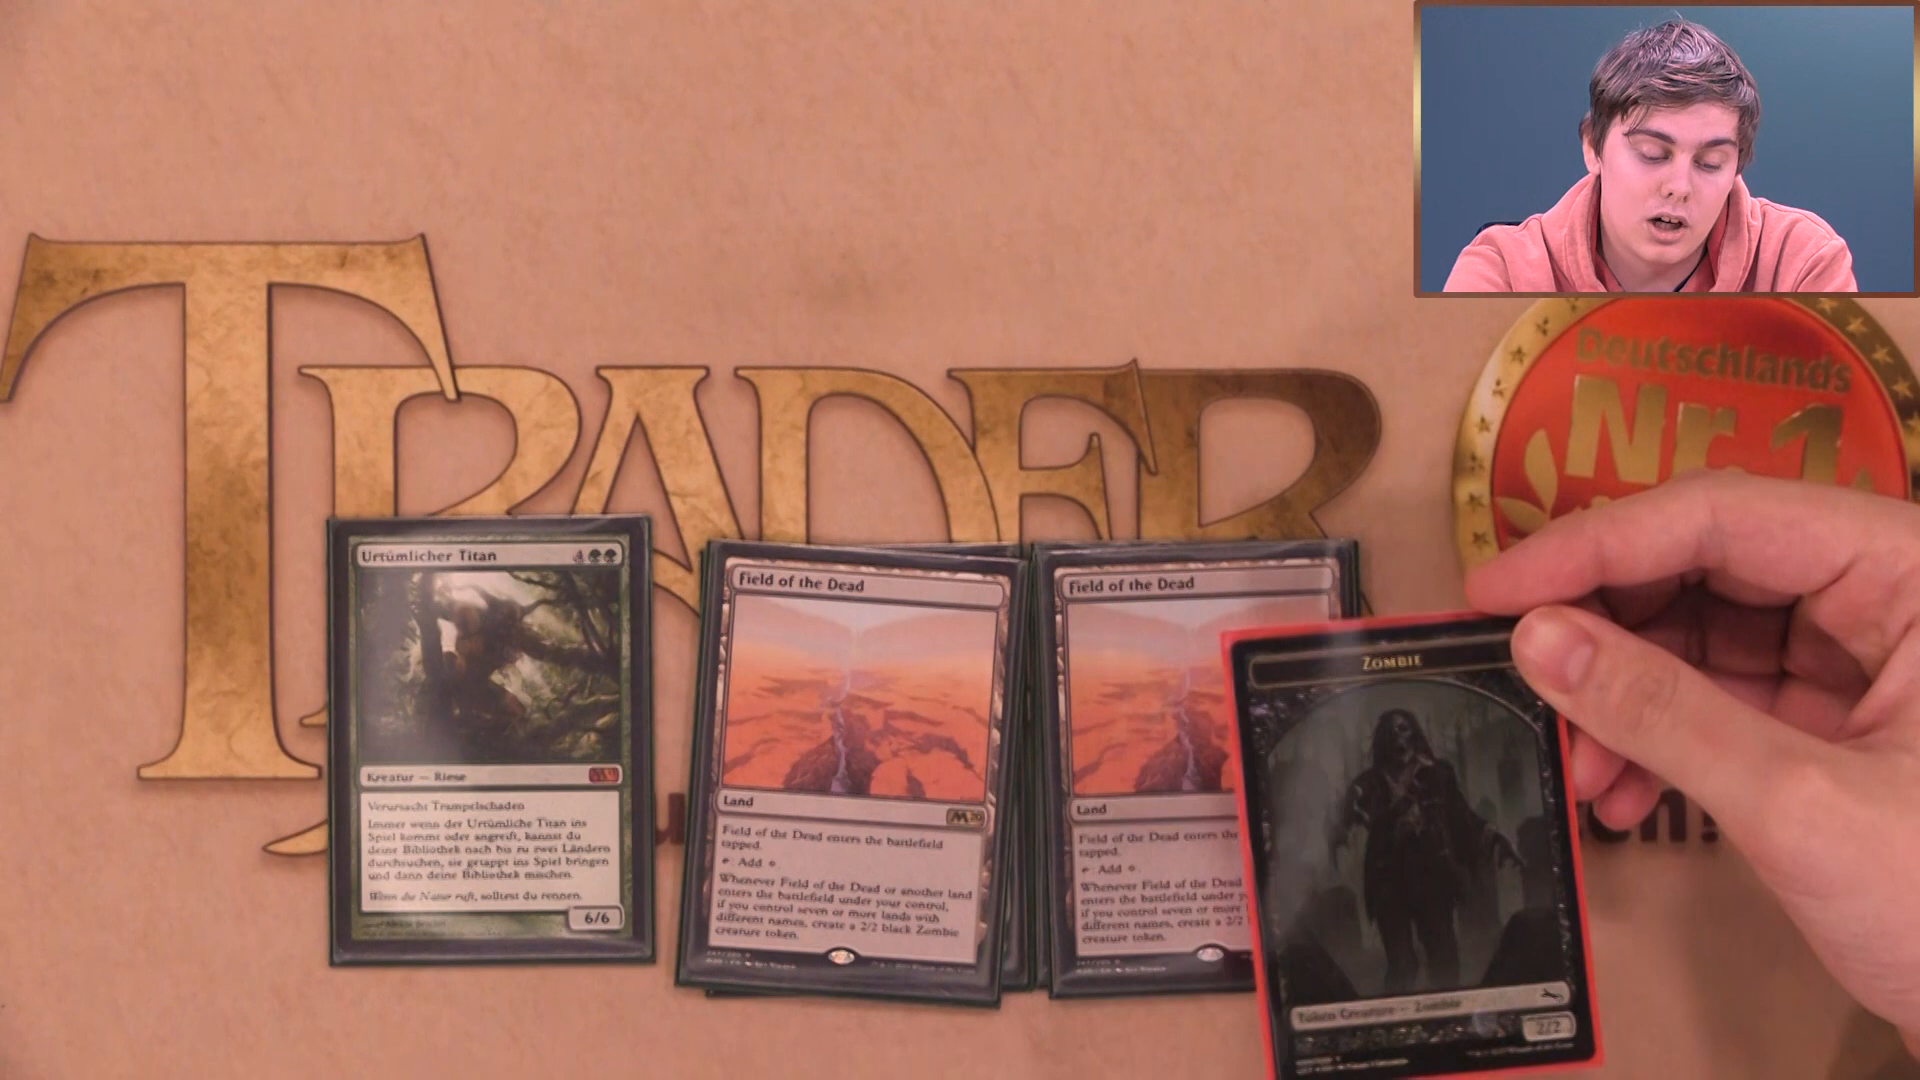 TRADER
Deutschlands
Nr.1
Urtümlicher Titan
4
Kreatur — Riese
Verursacht Trampelschaden
Immer wenn der Urtümliche Titan ins
Spiel kommt oder angreift, kannst du
deine Bibliothek nach bis zu zwei Ländern
durchsuchen, sie getappt ins Spiel bringen
und dann deine Bibliothek mischen.
Wenn die Natur ruft, solltest du rennen.
6/6
Field of the Dead
Land
M20
Field of the Dead enters the battlefield
tapped.
: Add
Whenever Field of the Dead or another land
enters the battlefield under your control,
if you control seven or more lands with
different names, create a 2/2 black Zombie
creature token.
Field of the Dead
Land
Field of the Dead enters the
tapped.
: Add
Whenever Field of the Dead
enters the battlefield under y
if you control seven or more
different names, create a 2/2
creature token.
Zombie
Token Creature — Zombie
2/2